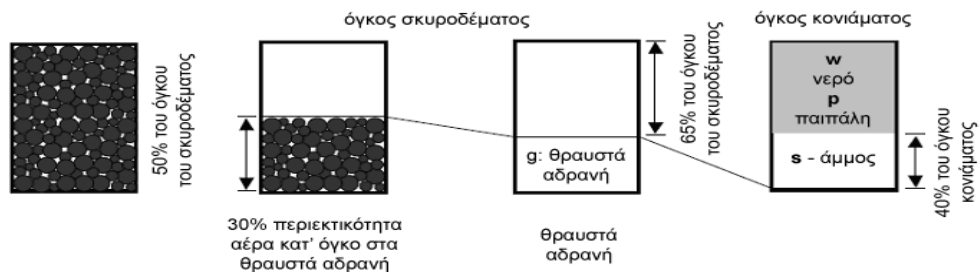 όγκος σκυροδέματος
όγκος κονιάματος
50% του όγκου
του σκυροδέματος
65% του όγκου
του σκυροδέματος
w
νερό
p
παιπάλη
s - άμμος
40% του όγκου
κονιάματος
g: θραυστά
αδρανή
30% περιεκτικότητα
αέρα κατ' όγκο στα
θραυστά αδρανή
θραυστά
αδρανή